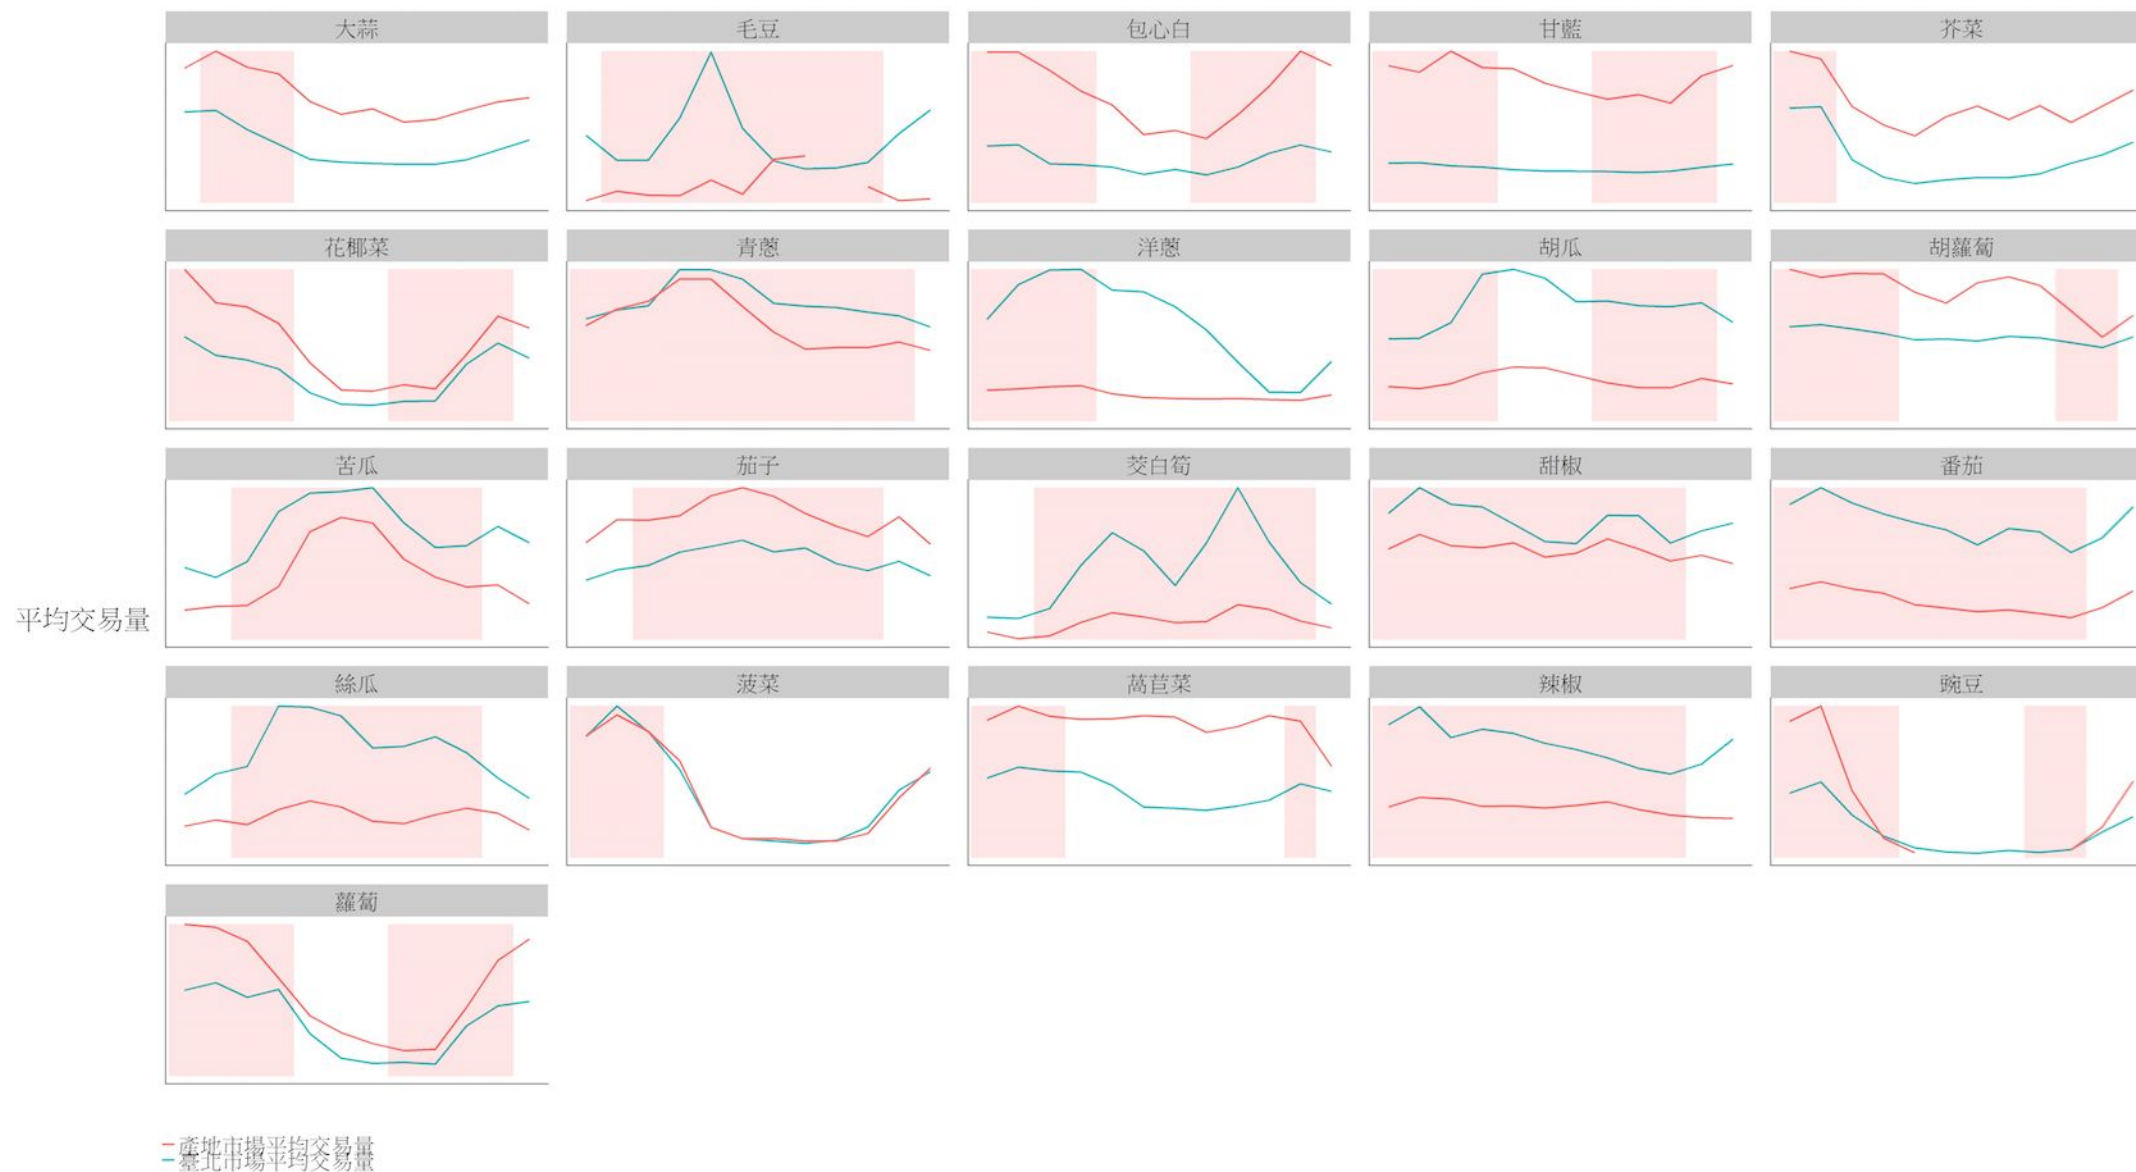 大蒜
毛豆
包心白
甘藍
芥菜
花椰菜
青蔥
洋蔥
胡瓜
胡蘿蔔
苦瓜
茄子
茭白筍
甜椒
番茄
平均交易量
絲瓜
菠菜
萵苣菜
辣椒
豌豆
蘿蔔
產地市場平均交易量
臺北市場平均交易量